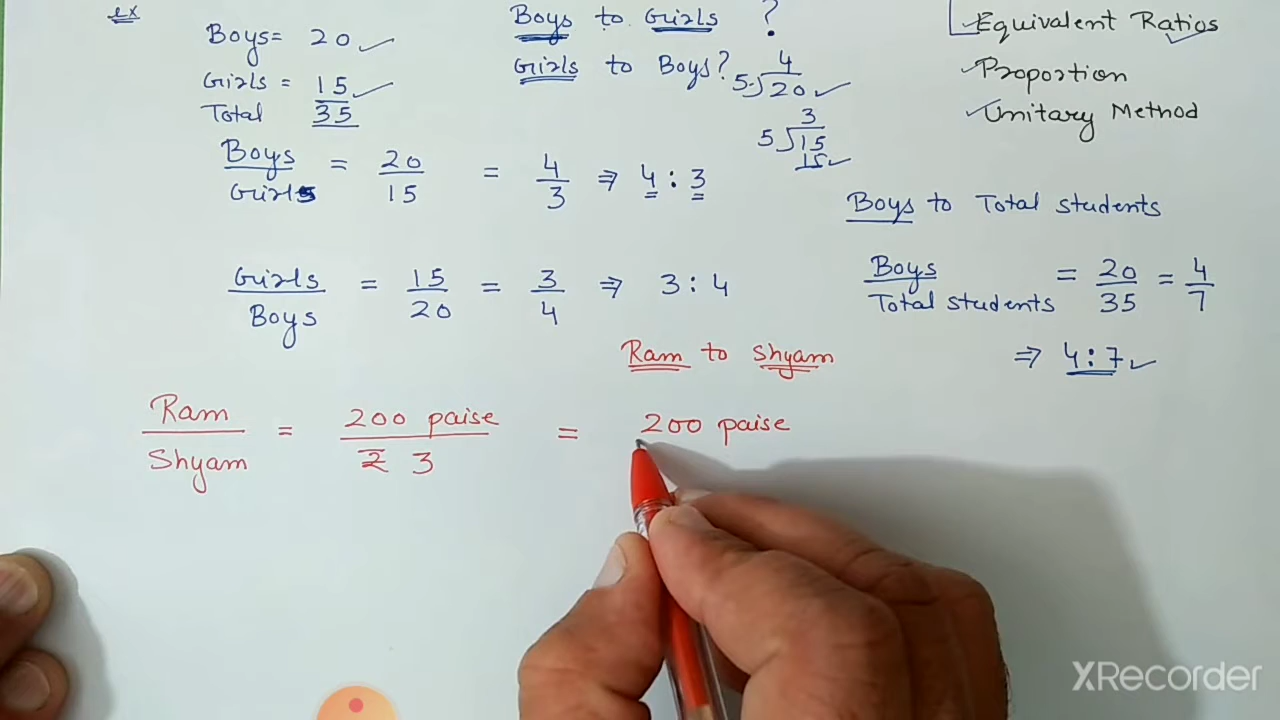 ex
Boys = 20
Girls = 15
Total 35
Boys to Girls ?
Girls to Boys?
4
5 20
3
5 15
15
Equivalent Ratios
Proportion
Unitary Method
Boys / Girls = 20 / 15 = 4 / 3 ⇒ 4 : 3
Girls / Boys = 15 / 20 = 3 / 4 ⇒ 3 : 4
Boys to Total students
Boys / Total students = 20 / 35 = 4 / 7
⇒ 4 : 7
Ram to Shyam
Ram / Shyam = 200 paise / 2 3 = 200 paise
XRecorder